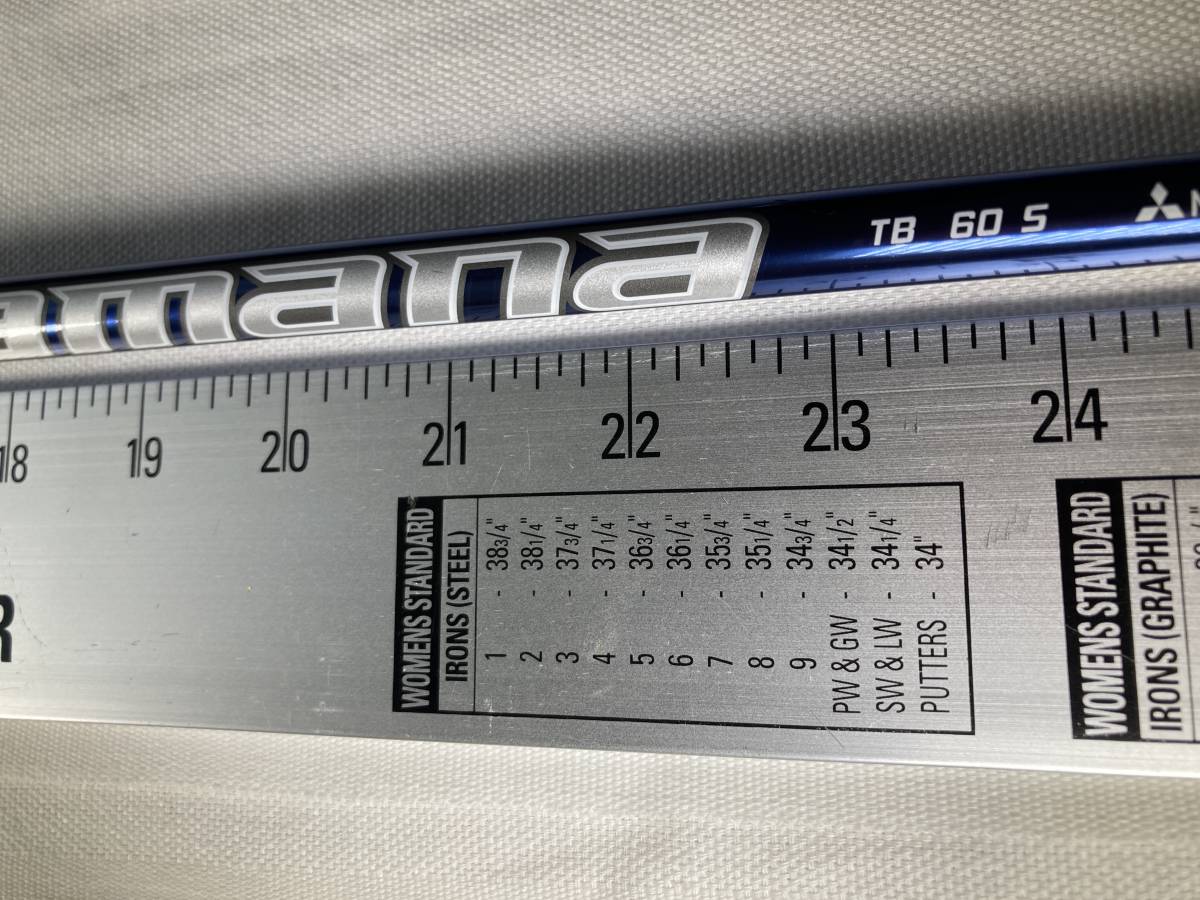 amana TB 60 S
18 19 20 21 22 23 24
WOMENS STANDARD
IRONS (STEEL)
1 - 38 3/4"
2 - 38 1/4"
3 - 37 3/4"
4 - 37 1/4"
5 - 36 3/4"
6 - 36 1/4"
7 - 35 3/4"
8 - 35 1/4"
9 - 34 3/4"
PW & GW - 34 1/2"
SW & LW - 34 1/4"
PUTTERS - 34"
WOMENS STANDARD
IRONS (GRAPHITE)